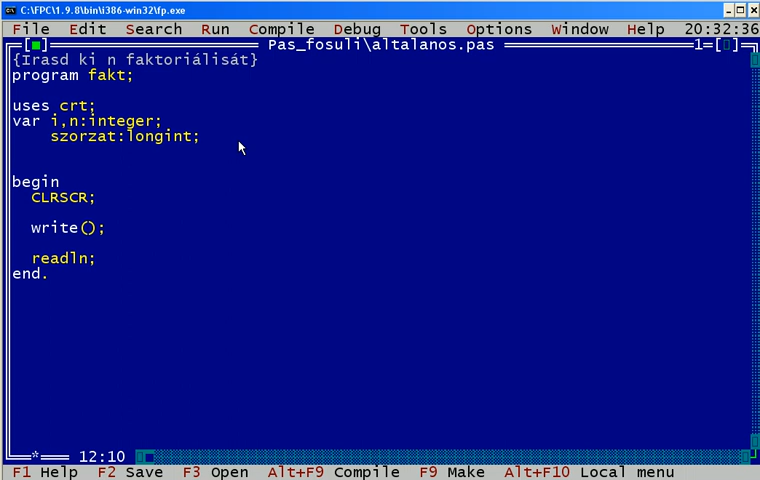 C:\FPC\1.9.8\bin\i386-win32\fp.exe
File Edit Search Run Compile Debug Tools Options Window Help 20:32:36
Pas_fosuli\altalanos.pas 1
{Irasd ki n faktoriálisát}
program fakt;
uses crt;
var i,n:integer;
szorzat:longint;
begin
CLRSCR;
write();
readln;
end.
* 12:10
F1 Help F2 Save F3 Open Alt+F9 Compile F9 Make Alt+F10 Local menu